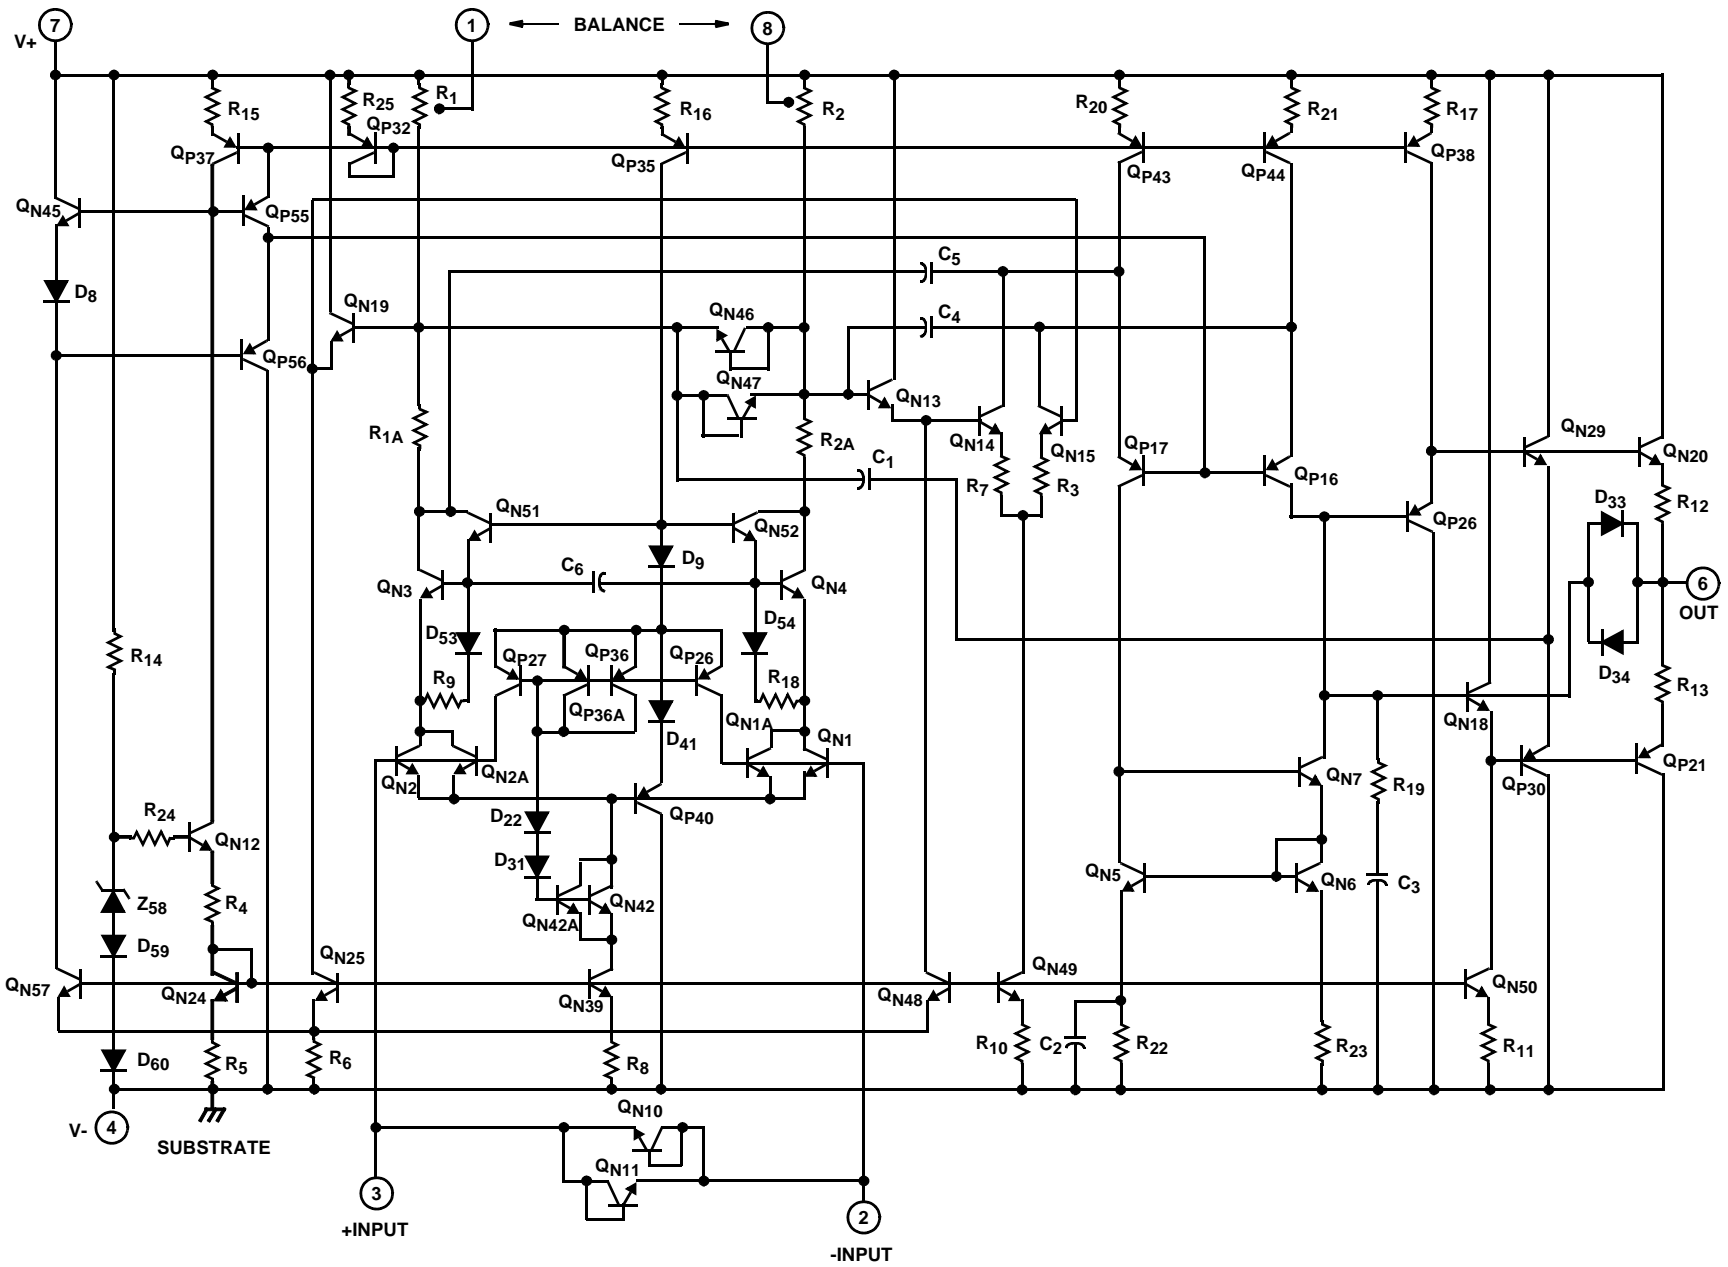 7
1
BALANCE
8
V+
R15
R25
R1
R16
R2
R20
R21
R17
QP37
QP32
QP35
QP43
QP44
QP38
QN45
QP55
C5
D8
QN19
QN46
C4
QP56
QN47
QN13
R1A
R2A
QN14
QN15
QP17
QN29
QN20
C1
R7
R3
QP16
D33
R12
QN51
QN52
QP26
QN3
C6
D9
QN4
6
OUT
D53
D54
R14
QP27
QP36
QP26
D34
R9
R18
R13
QP36A
QN1A
QN18
D41
QN1
QN2
QN2A
QN7
R19
QP30
QP21
R24
QN12
D22
QP40
D31
QN5
QN6
C3
Z58
R4
QN42
QN42A
D59
QN25
QN49
QN57
QN24
QN39
QN48
QN50
D60
R5
R6
R8
R10
C2
R22
R23
R11
V-
4
SUBSTRATE
QN10
QN11
3
+INPUT
2
-INPUT